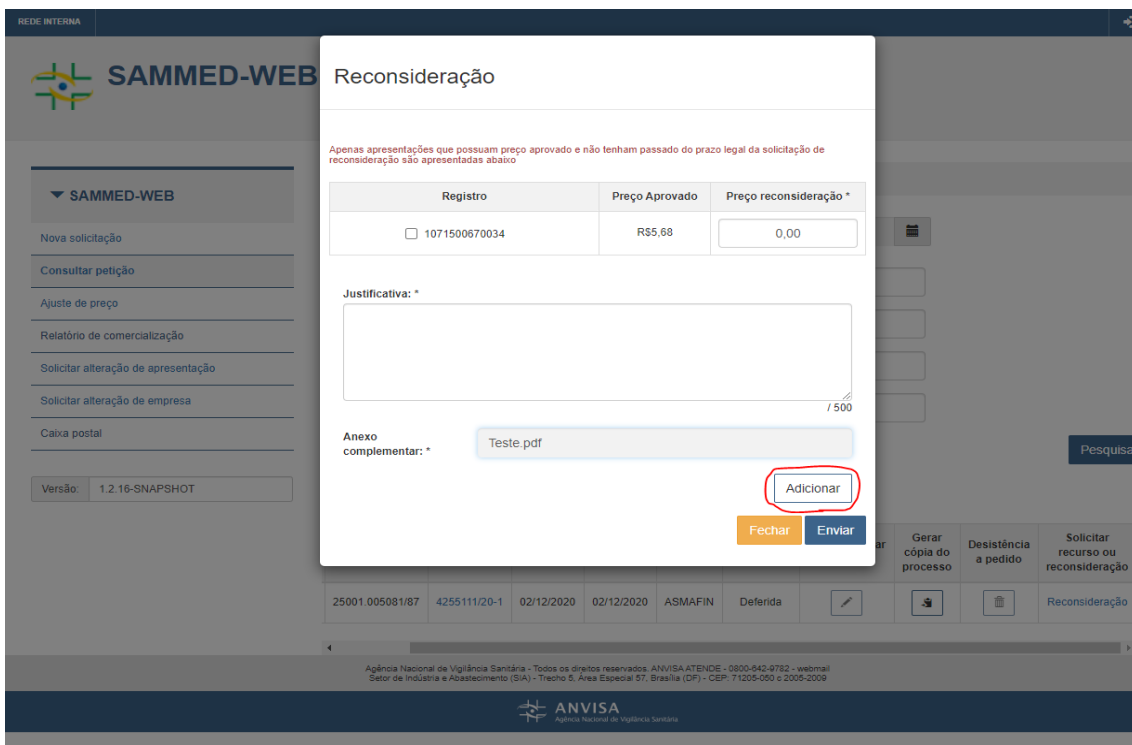 REDE INTERNA
SAMMED-WEB
Reconsideração
Apenas apresentações que possuam preço aprovado e não tenham passado do prazo legal da solicitação de
reconsideração são apresentadas abaixo
Registro Preço Aprovado Preço reconsideração *
1071500670034 R$5,68 0,00
Justificativa: *
/ 500
Anexo
complementar: * Teste.pdf
Adicionar
Fechar Enviar
SAMMED-WEB
Nova solicitação
Consultar petição
Ajuste de preço
Relatório de comercialização
Solicitar alteração de apresentação
Solicitar alteração de empresa
Caixa postal
Versão: 1.2.16-SNAPSHOT
Pesquisa
ar
Gerar
cópia do
processo
Desistência
a pedido
Solicitar
recurso ou
reconsideração
25001.005081/87 4255111/20-1 02/12/2020 02/12/2020 ASMAFIN Deferida Reconsideração
Agência Nacional de Vigilância Sanitária - Todos os direitos reservados. ANVISA ATENDE - 0800-642-9782 - webmail
Setor de Indústria e Abastecimento (SIA) - Trecho 5, Área Especial 57, Brasília (DF) - CEP: 71205-050 c 2005-2009
ANVISA
Agência Nacional de Vigilância Sanitária